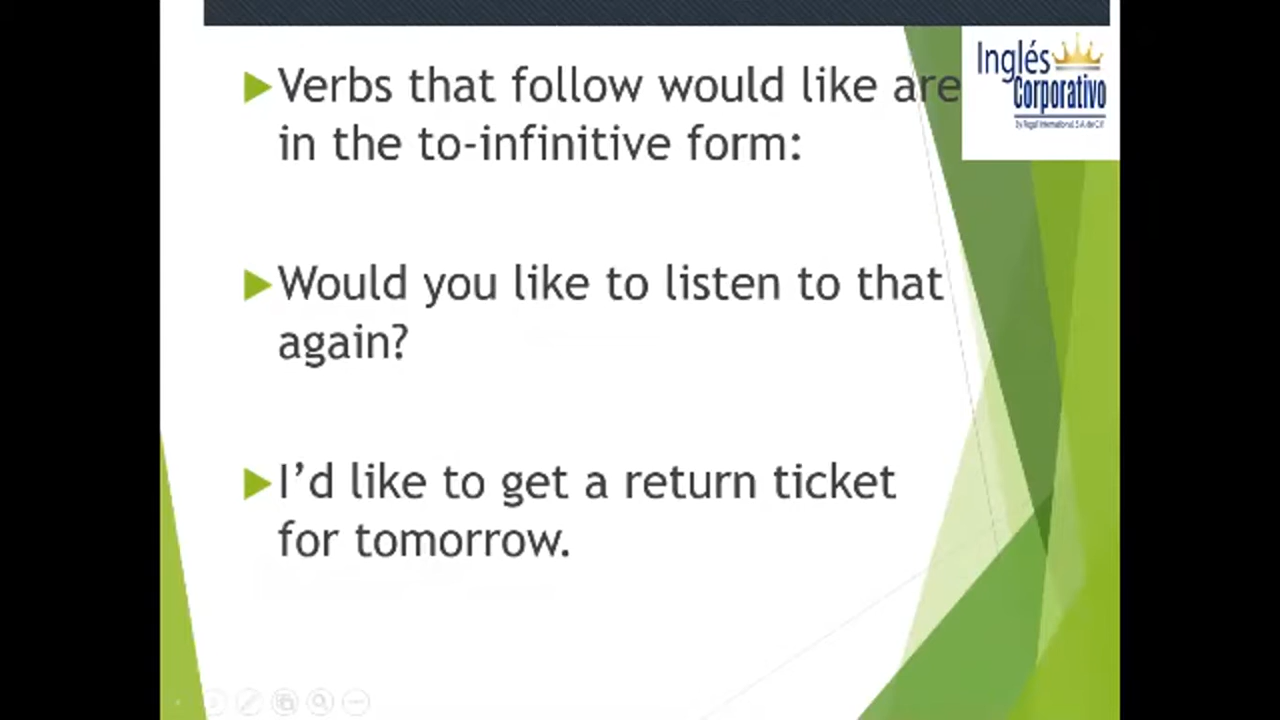 Verbs that follow would like are
in the to-infinitive form:
Would you like to listen to that
again?
I'd like to get a return ticket
for tomorrow.
Inglés
Corporativo